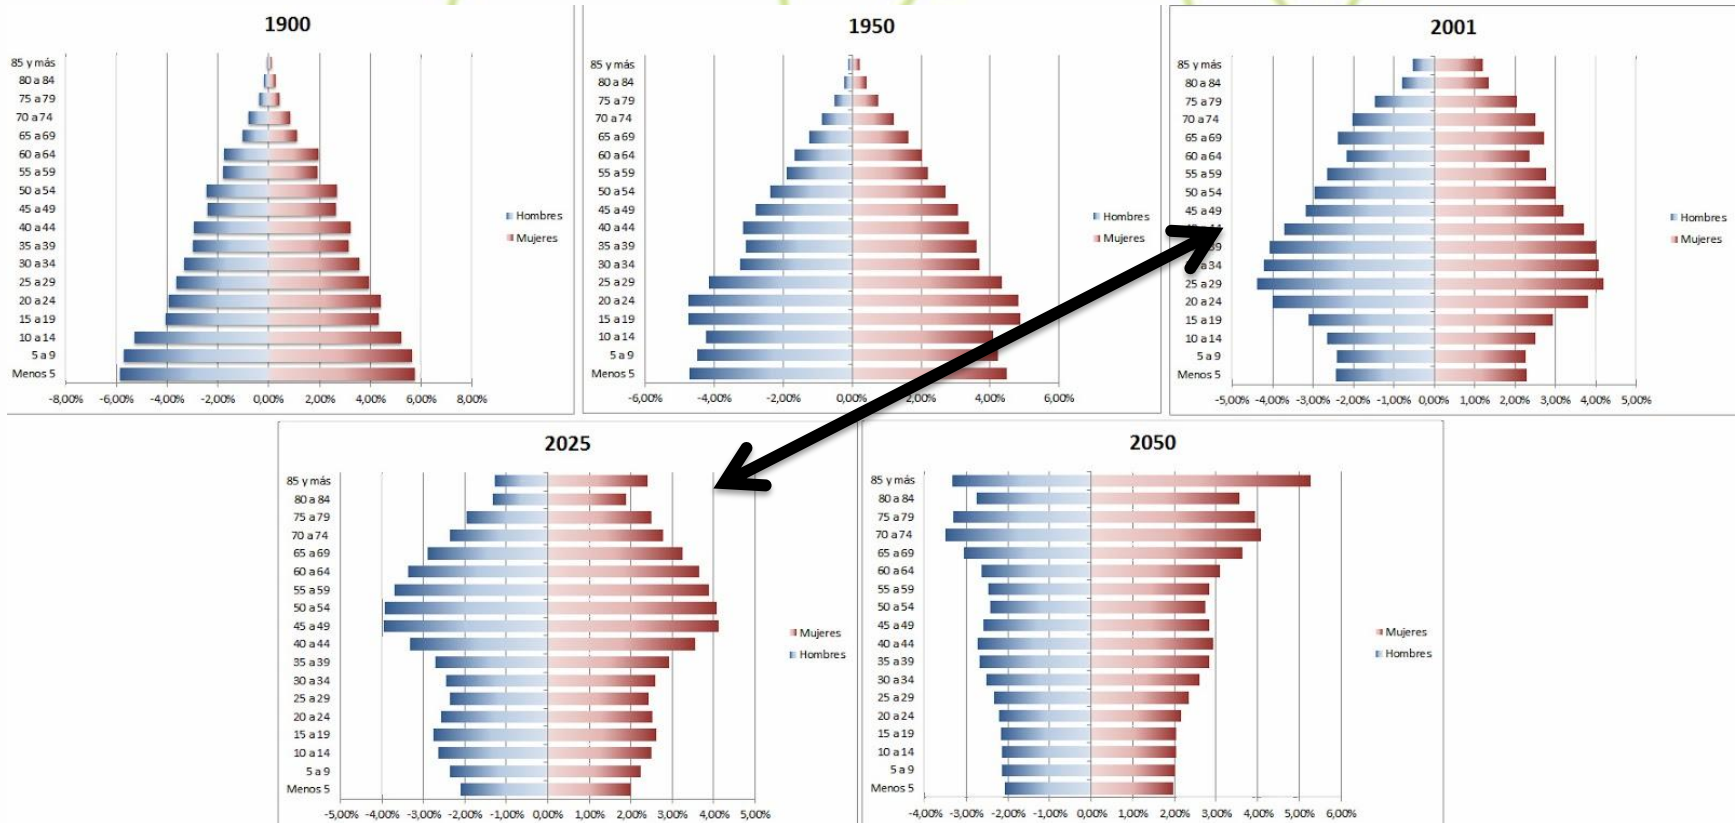 1900
85 y más
80 a 84
75 a 79
70 a 74
65 a 69
60 a 64
55 a 59
50 a 54
45 a 49
40 a 44
35 a 39
30 a 34
25 a 29
20 a 24
15 a 19
10 a 14
5 a 9
Menos 5
-8,00% -6,00% -4,00% -2,00% 0,00% 2,00% 4,00% 6,00% 8,00%
Hombres
Mujeres
1950
85 y más
80 a 84
75 a 79
70 a 74
65 a 69
60 a 64
55 a 59
50 a 54
45 a 49
40 a 44
35 a 39
30 a 34
25 a 29
20 a 24
15 a 19
10 a 14
5 a 9
Menos 5
-6,00% -4,00% -2,00% 0,00% 2,00% 4,00% 6,00%
Hombres
Mujeres
2001
85 y más
80 a 84
75 a 79
70 a 74
65 a 69
60 a 64
55 a 59
50 a 54
45 a 49
a 34
25 a 29
20 a 24
15 a 19
10 a 14
5 a 9
Menos 5
-5,00% -4,00% -3,00% -2,00% -1,00% 0,00% 1,00% 2,00% 3,00% 4,00% 5,00%
Hombres
Mujeres
2025
85 y más
80 a 84
75 a 79
70 a 74
65 a 69
60 a 64
55 a 59
50 a 54
45 a 49
40 a 44
35 a 39
30 a 34
25 a 29
20 a 24
15 a 19
10 a 14
5 a 9
Menos 5
-5,00% -4,00% -3,00% -2,00% -1,00% 0,00% 1,00% 2,00% 3,00% 4,00% 5,00%
Mujeres
Hombres
2050
85 y más
80 a 84
75 a 79
70 a 74
65 a 69
60 a 64
55 a 59
50 a 54
45 a 49
40 a 44
35 a 39
30 a 34
25 a 29
20 a 24
15 a 19
10 a 14
5 a 9
Menos 5
-4,00% -3,00% -2,00% -1,00% 0,00% 1,00% 2,00% 3,00% 4,00% 5,00% 6,00%
Mujeres
Hombres